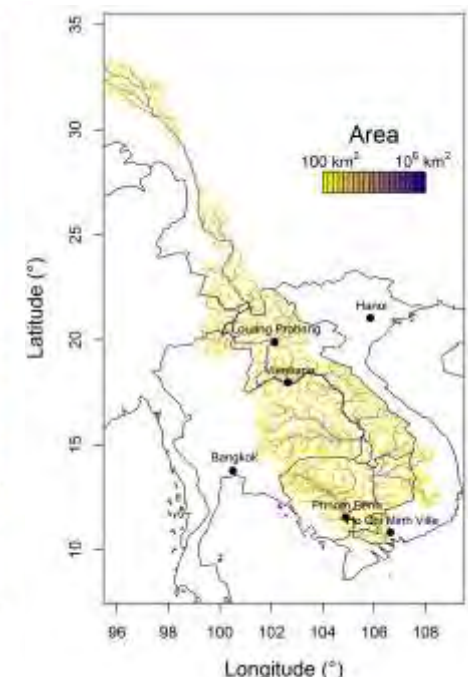 Area
100 km² 10⁶ km²
Hanoi
Louang Prabang
Vientiane
Bangkok
Phnom Penh
Ho Chi Minh Ville
Latitude (°)
35
30
25
20
15
10
96 98 100 102 104 106 108
Longitude (°)